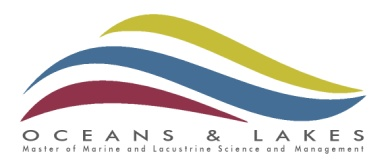 OCEANS & LAKES
Master of Marine and Lacustrine Science and Management